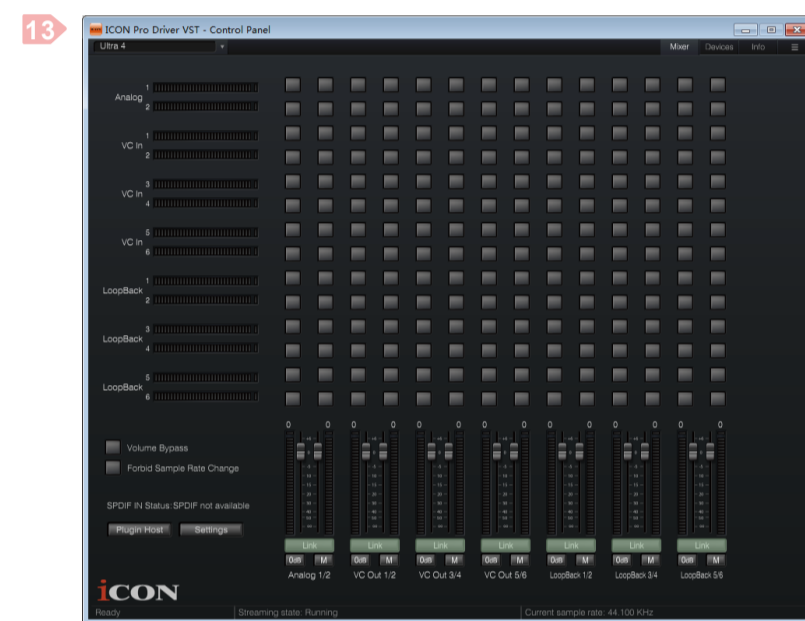 13
ICON Pro Driver VST - Control Panel
Ultra 4
Mixer Devices Info
Analog 1
2
VC In 1
2
VC In 3
4
VC In 5
6
LoopBack 1
2
LoopBack 3
4
LoopBack 5
6
0 0 0 0 0 0 0 0 0 0 0 0 0 0
Volume Bypass
Forbid Sample Rate Change
SPDIF IN Status:SPDIF not available
Plugin Host Settings
Link Link Link Link Link Link Link
0dB M 0dB M 0dB M 0dB M 0dB M 0dB M 0dB M
Analog 1/2 VC Out 1/2 VC Out 3/4 VC Out 5/6 LoopBack 1/2 LoopBack 3/4 LoopBack 5/6
iCON
Ready Streaming state: Running Current sample rate: 44.100 KHz